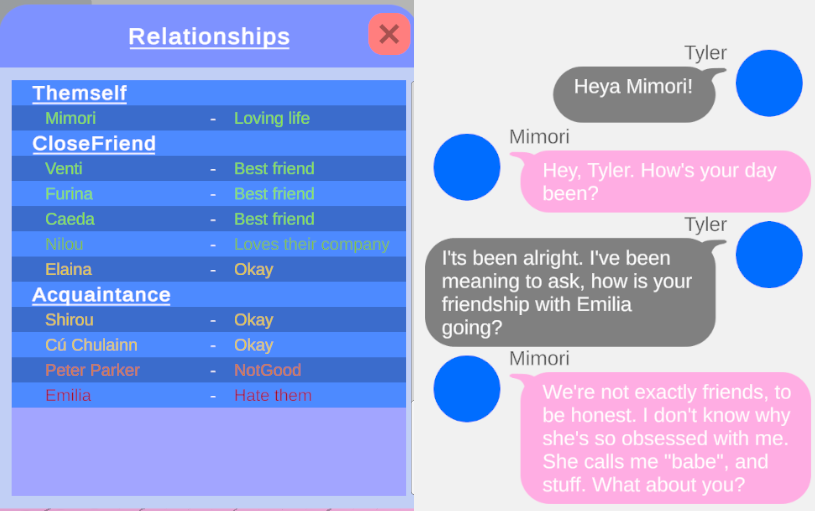 Relationships
Themself
Mimori - Loving life
CloseFriend
Venti - Best friend
Furina - Best friend
Caeda - Best friend
Nilou - Loves their company
Elaina - Okay
Acquaintance
Shirou - Okay
Cú Chulainn - Okay
Peter Parker - NotGood
Emilia - Hate them
Tyler
Heya Mimori!
Mimori
Hey, Tyler. How's your day
been?
Tyler
I'ts been alright. I've been
meaning to ask, how is your
friendship with Emilia
going?
Mimori
We're not exactly friends, to
be honest. I don't know why
she's so obsessed with me.
She calls me "babe", and
stuff. What about you?